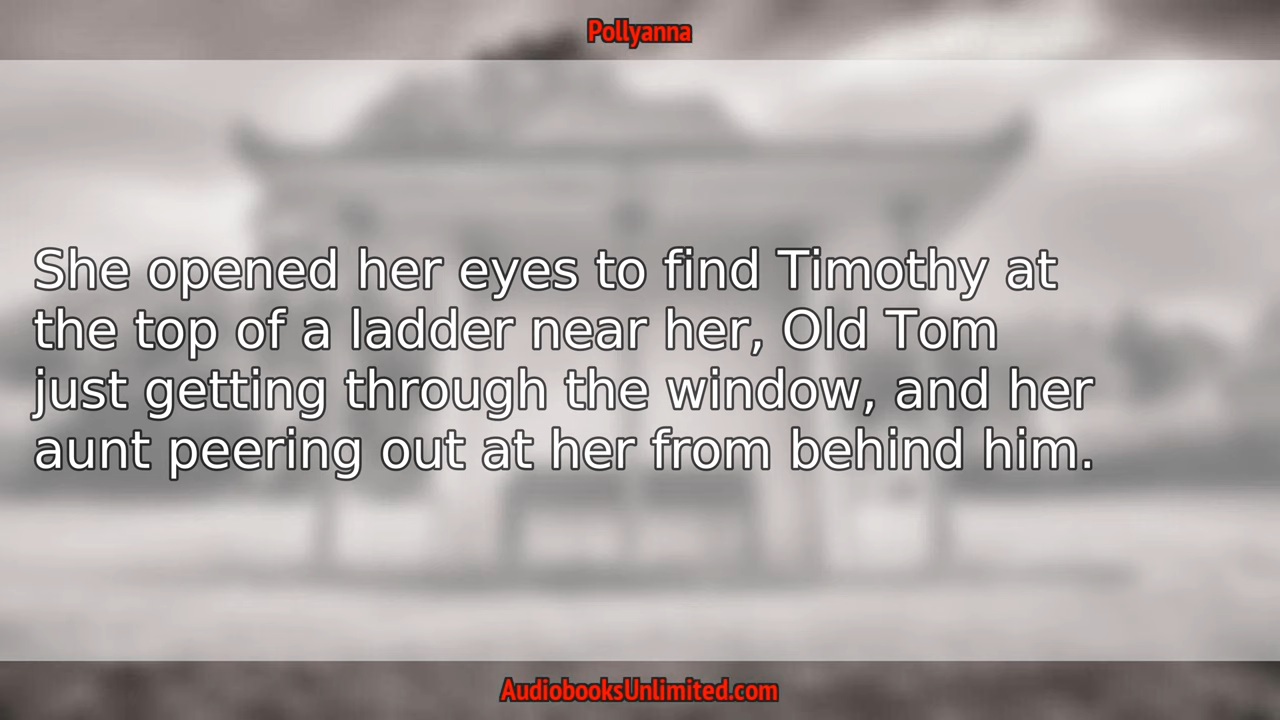 Pollyanna
She opened her eyes to find Timothy at
the top of a ladder near her, Old Tom
just getting through the window, and her
aunt peering out at her from behind him.
AudiobooksUnlimited.com